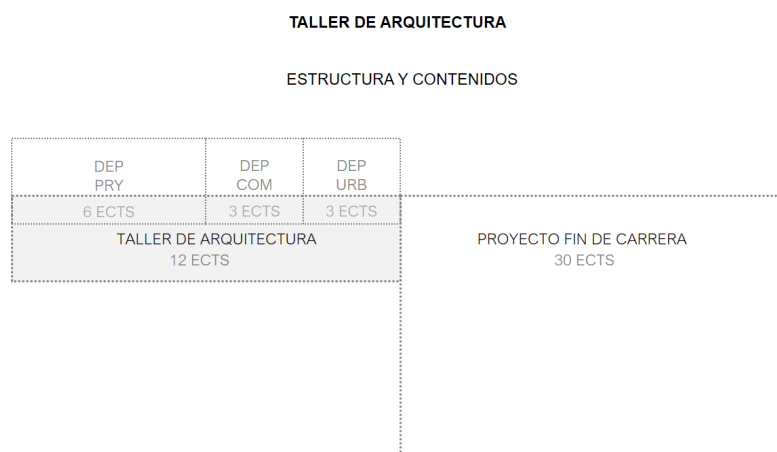 TALLER DE ARQUITECTURA
ESTRUCTURA Y CONTENIDOS
DEP
PRY
DEP
COM
DEP
URB
6 ECTS
3 ECTS
3 ECTS
TALLER DE ARQUITECTURA
12 ECTS
PROYECTO FIN DE CARRERA
30 ECTS